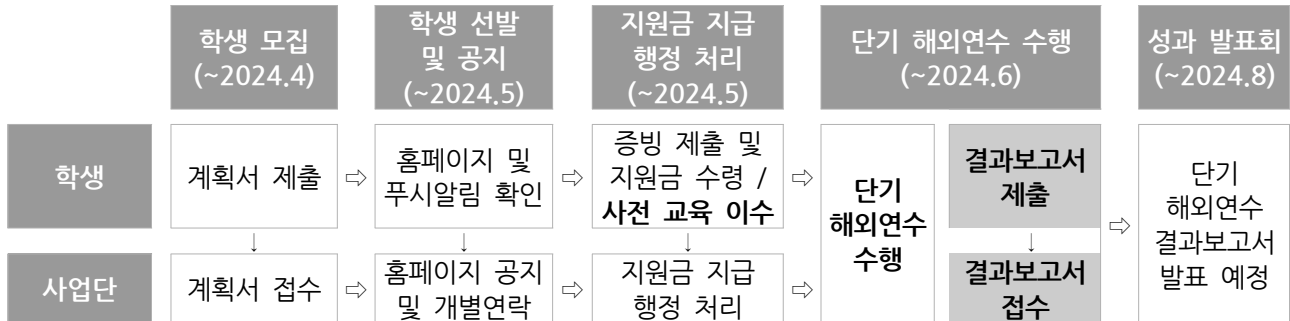 학생 모집
(~2024.4)
학생 선발
및 공지
(~2024.5)
지원금 지급
행정 처리
(~2024.5)
단기 해외연수 수행
(~2024.6)
성과 발표회
(~2024.8)
학생
계획서 제출
⇨
홈페이지 및
푸시알림 확인
⇨
증빙 제출 및
지원금 수령 /
사전 교육 이수
⇨
단기
해외연수
수행
결과보고서
제출
⇨
단기
해외연수
결과보고서
발표 예정
↓
↓
↓
↓
사업단
계획서 접수
⇨
홈페이지 공지
및 개별연락
⇨
지원금 지급
행정 처리
⇨
결과보고서
접수